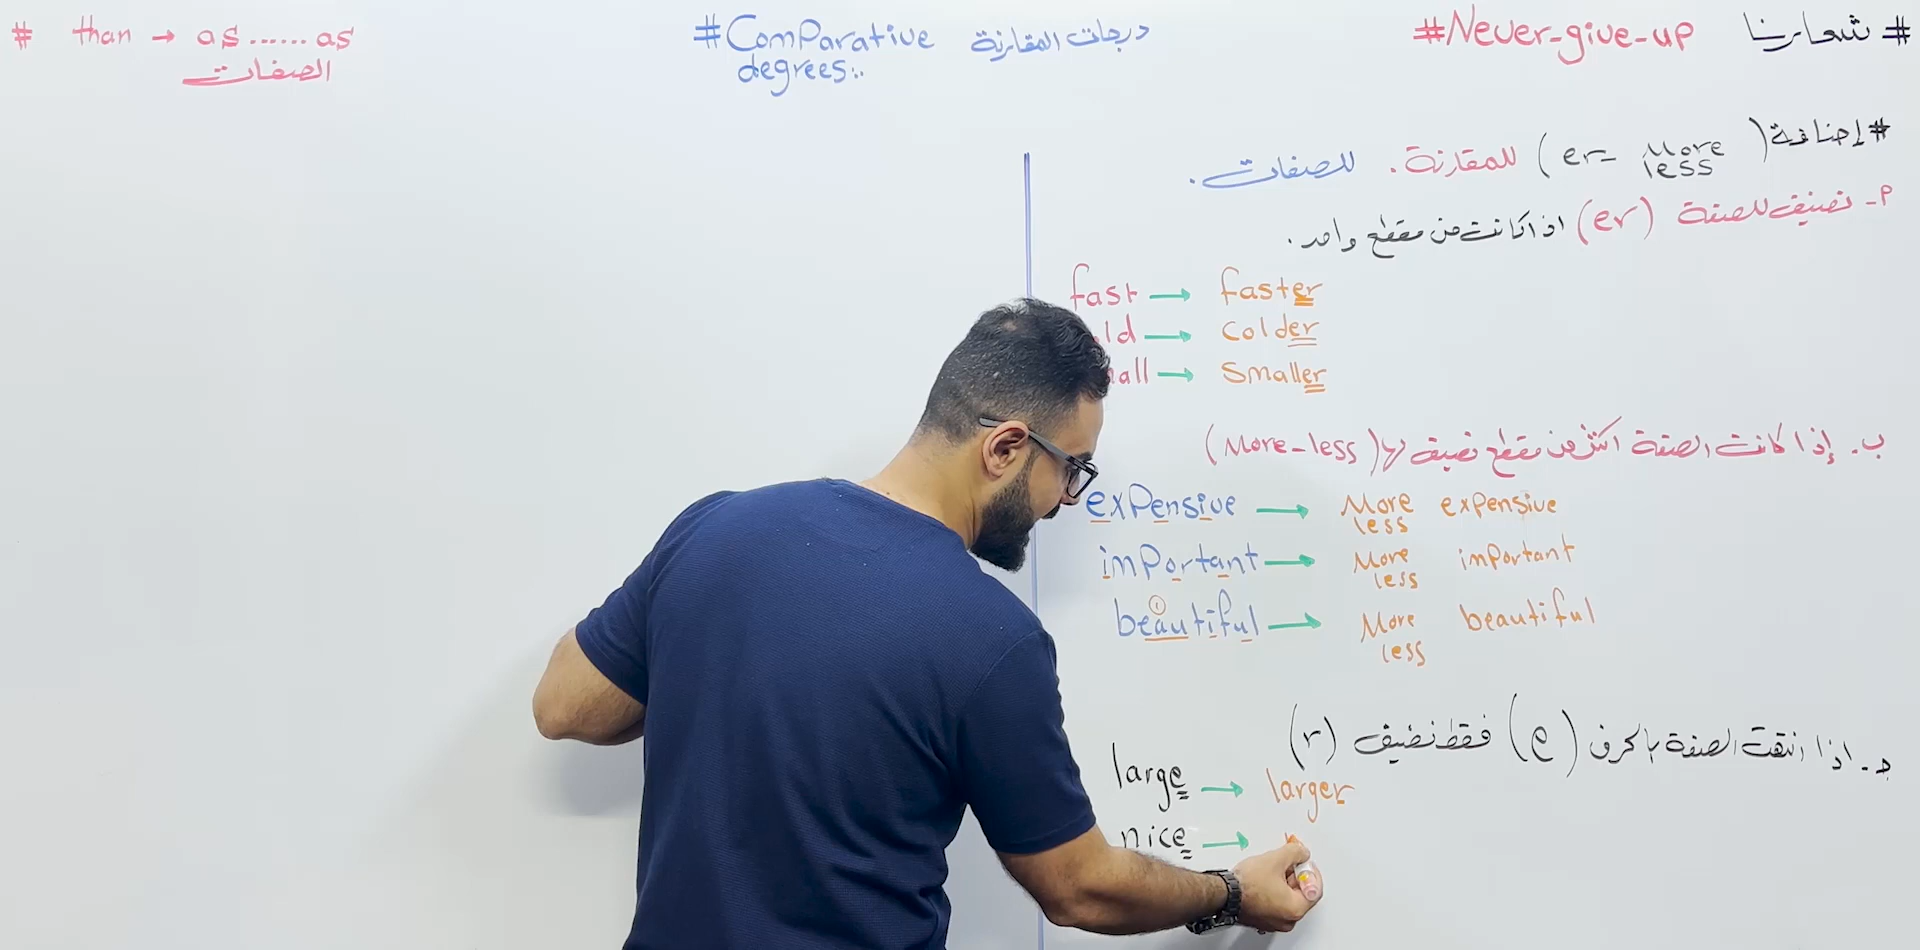 # شعارنا #Never-give-up
#Comparative درجات المقارنة
degrees:.
# than → as ...... as
الصفات
# إضافة (er- More less) للمقارنة. للصفات.
أ- نضيف للصفة (er) اذا كانت من مقطع واحد.
fast → faster
ld → colder
all → smaller
ب. إذا كانت الصفة اكثر من مقطع نضيف لها (More-less)
expensive → More less expensive
important → More less important
beautiful → More less beautiful
جـ. اذا انتهت الصفة بالحرف (e) فقط نضيف (r)
large → larger
nice →